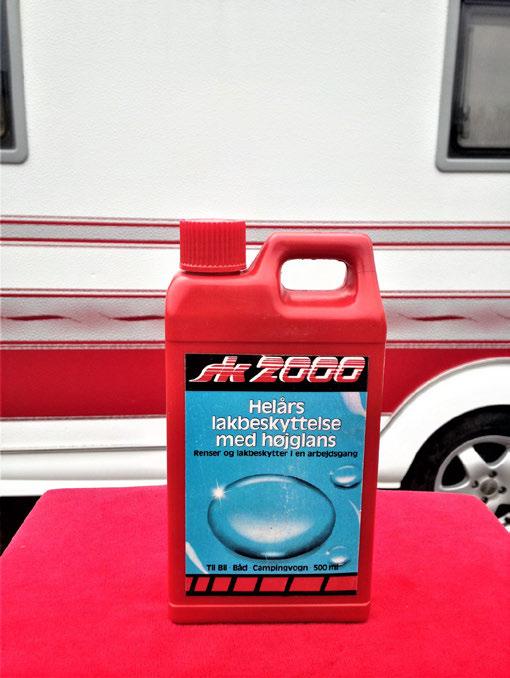 sk 2000
Helårs
lakbeskyttelse
med højglans
Renser og lakbeskytter i en arbejdsgang
Til Bil · Båd · Campingvogn · 500 ml